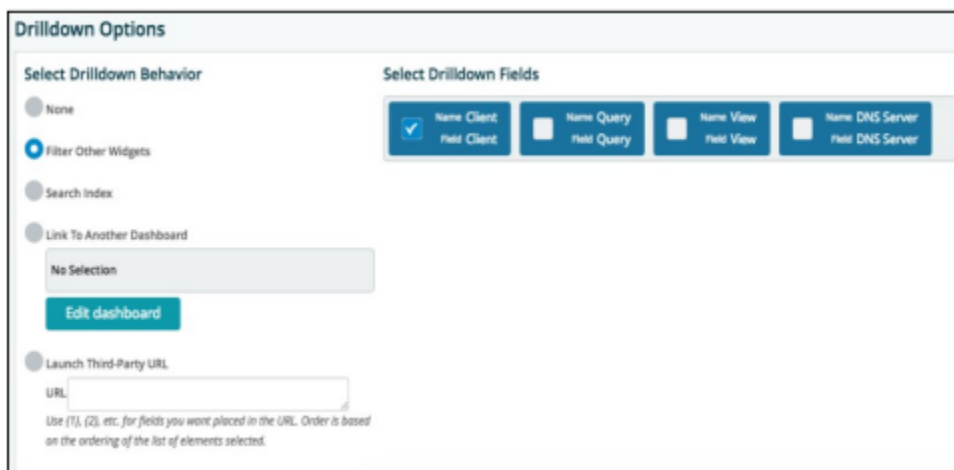 Drilldown Options
Select Drilldown Behavior
None
Filter Other Widgets
Search Index
Link To Another Dashboard
No Selection
Edit dashboard
Launch Third-Party URL
URL
Use {1}, {2}, etc. for fields you want placed in the URL. Order is based
on the ordering of the list of elements selected.
Select Drilldown Fields
Name Client
Field Client
Name Query
Field Query
Name View
Field View
Name DNS Server
Field DNS Server